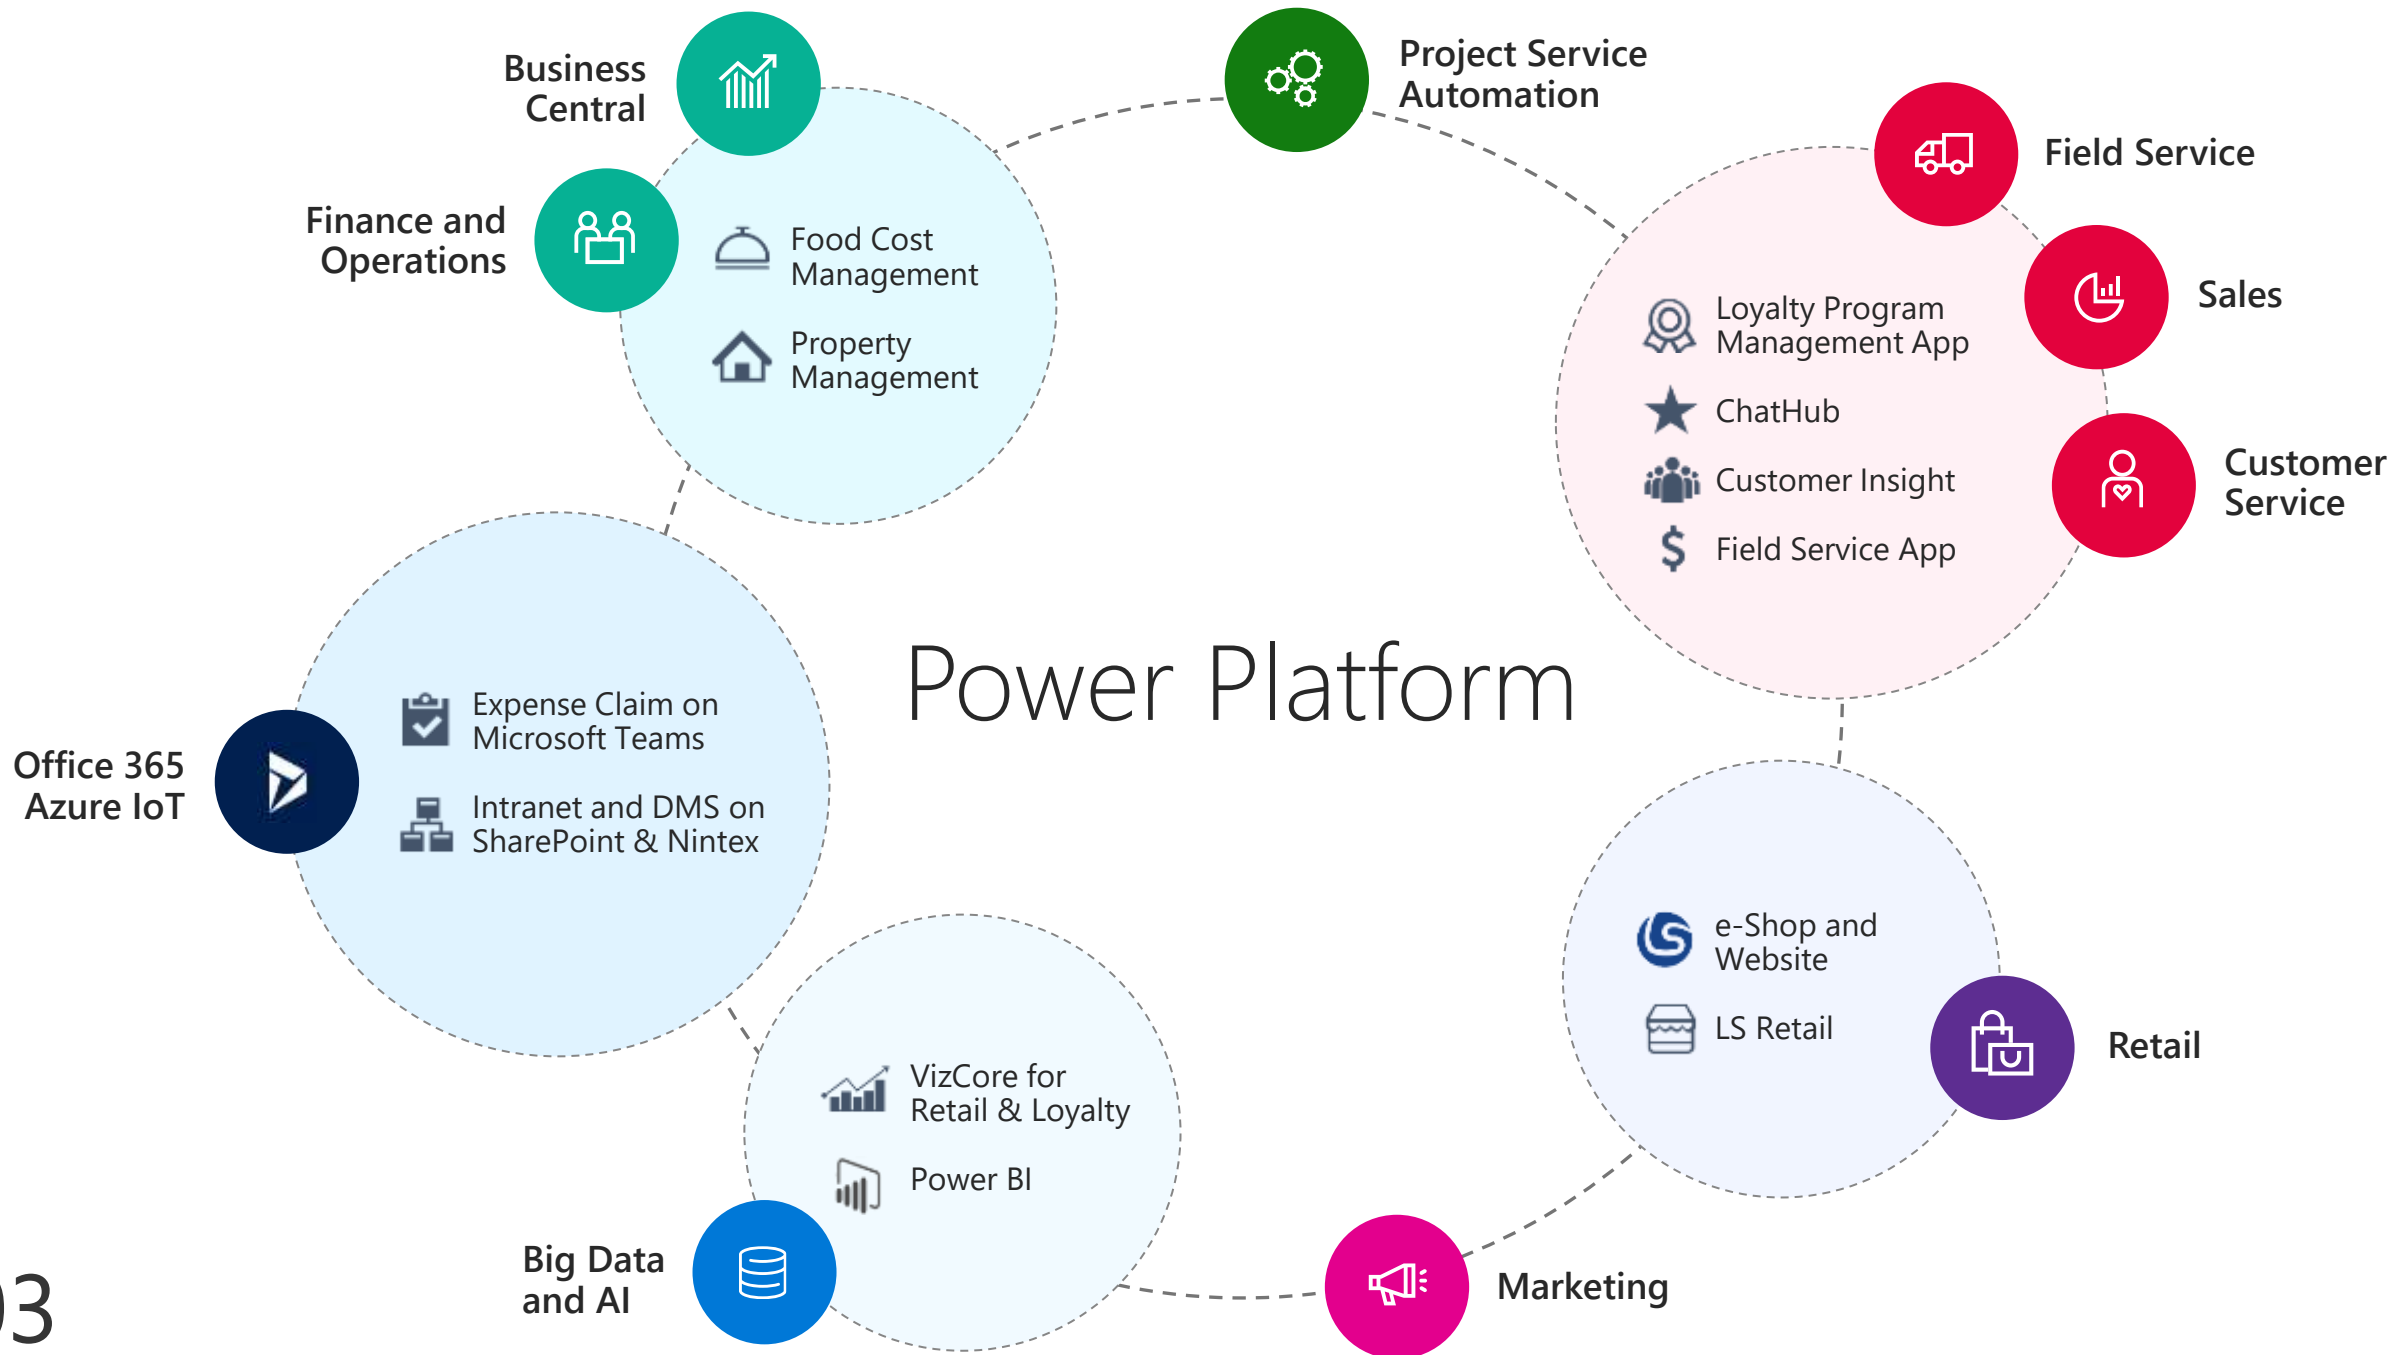 Business
Central
Project Service
Automation
Field Service
Finance and
Operations
Food Cost
Management
Property
Management
Sales
Loyalty Program
Management App
ChatHub
Customer Insight
Field Service App
Customer
Service
Power Platform
Office 365
Azure IoT
Expense Claim on
Microsoft Teams
Intranet and DMS on
SharePoint & Nintex
e-Shop and
Website
LS Retail
Retail
VizCore for
Retail & Loyalty
Power BI
Big Data
and AI
Marketing
03